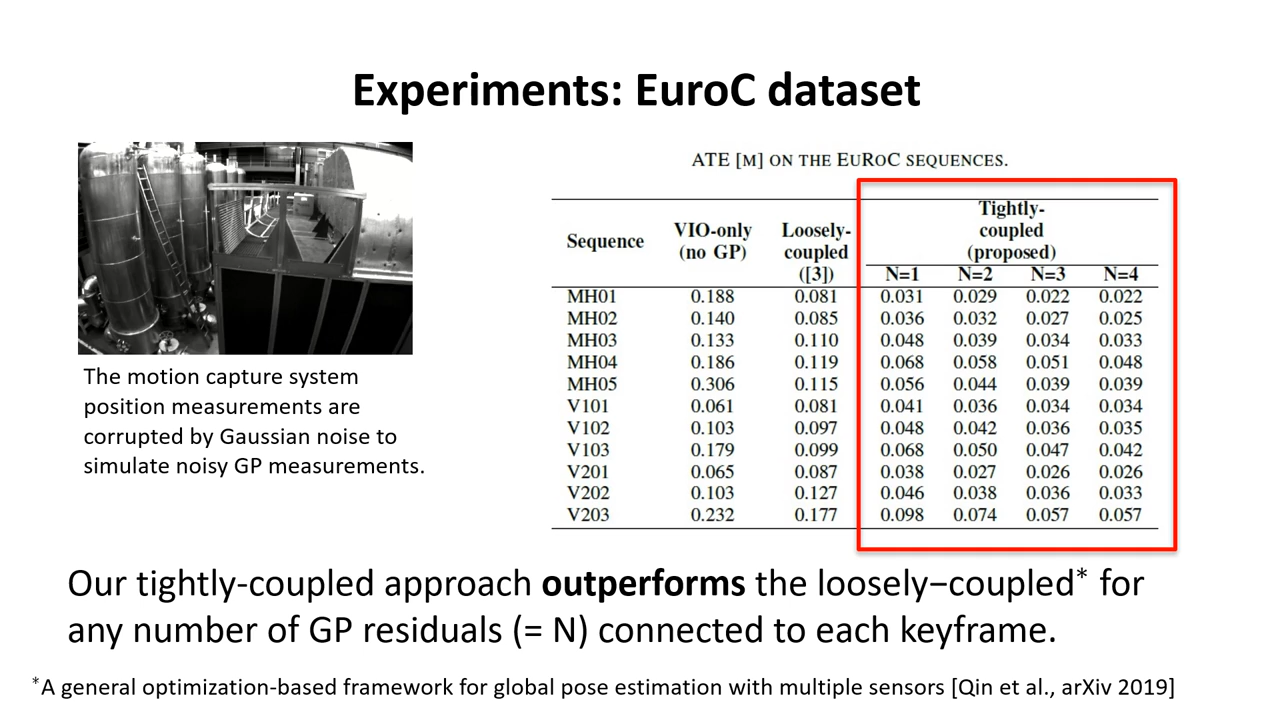 Experiments: EuroC dataset
The motion capture system
position measurements are
corrupted by Gaussian noise to
simulate noisy GP measurements.
ATE [M] ON THE EUROC SEQUENCES.
Sequence VIO-only (no GP) Loosely-coupled ([3]) Tightly-coupled (proposed)
N=1 N=2 N=3 N=4
MH01 0.188 0.081 0.031 0.029 0.022 0.022
MH02 0.140 0.085 0.036 0.032 0.027 0.025
MH03 0.133 0.110 0.048 0.039 0.034 0.033
MH04 0.186 0.119 0.068 0.058 0.051 0.048
MH05 0.306 0.115 0.056 0.044 0.039 0.039
V101 0.061 0.081 0.041 0.036 0.034 0.034
V102 0.103 0.097 0.048 0.042 0.036 0.035
V103 0.179 0.099 0.068 0.050 0.047 0.042
V201 0.065 0.087 0.038 0.027 0.026 0.026
V202 0.103 0.127 0.046 0.038 0.036 0.033
V203 0.232 0.177 0.098 0.074 0.057 0.057
Our tightly-coupled approach outperforms the loosely−coupled* for
any number of GP residuals (= N) connected to each keyframe.
*A general optimization-based framework for global pose estimation with multiple sensors [Qin et al., arXiv 2019]